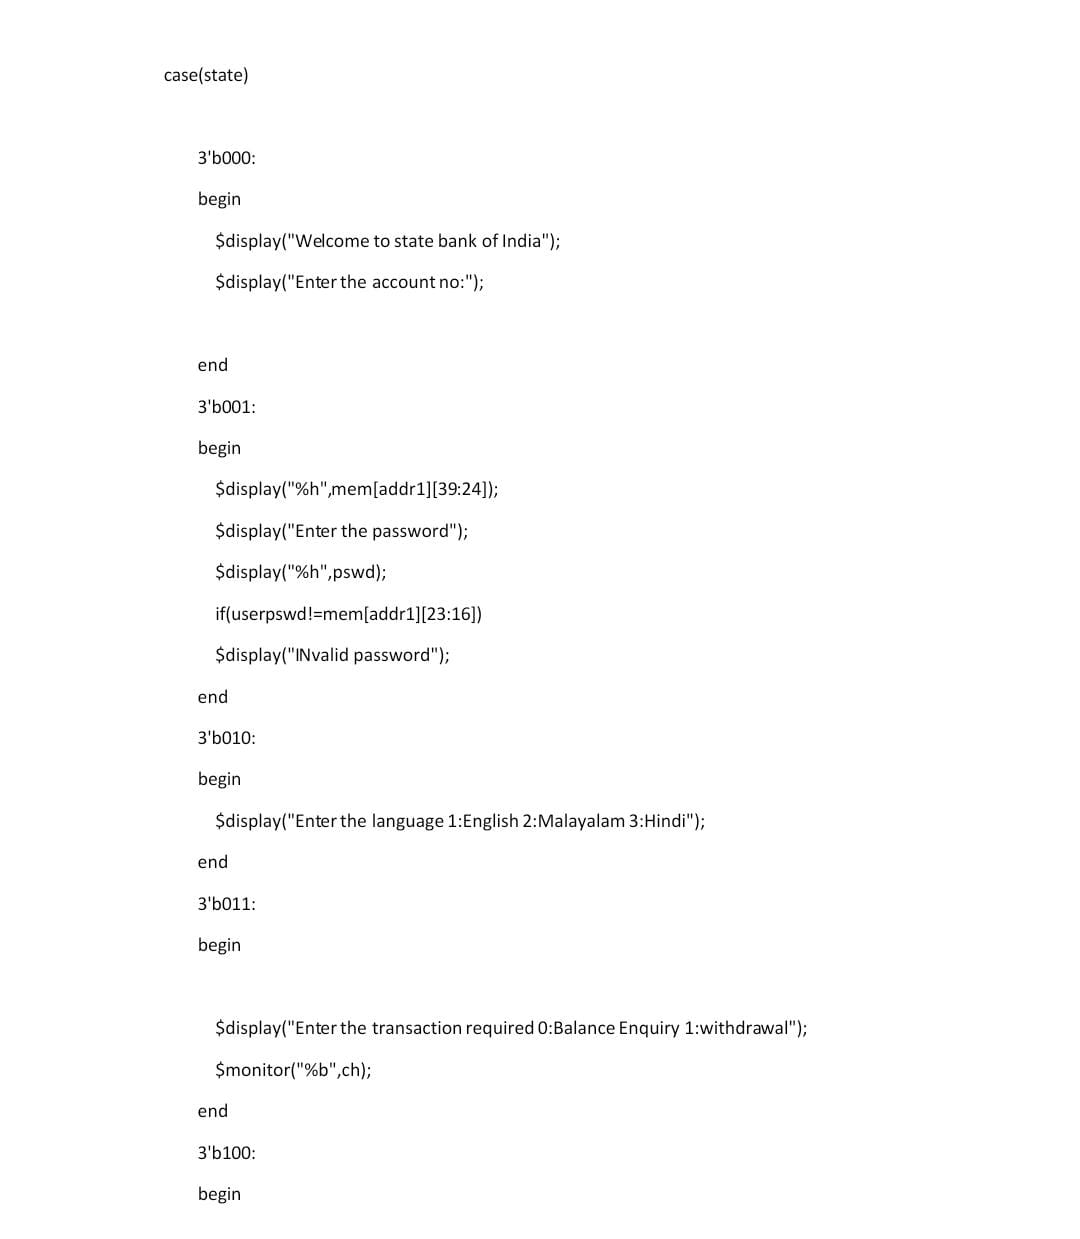 case(state)
3'b000:
begin
$display("Welcome to state bank of India");
$display("Enter the account no:");
end
3'b001:
begin
$display("%h",mem[addr1][39:24]);
$display("Enter the password");
$display("%h",pswd);
if(userpswd!=mem[addr1][23:16])
$display("INvalid password");
end
3'b010:
begin
$display("Enter the language 1:English 2:Malayalam 3:Hindi");
end
3'b011:
begin
$display("Enter the transaction required 0:Balance Enquiry 1:withdrawal");
$monitor("%b",ch);
end
3'b100:
begin